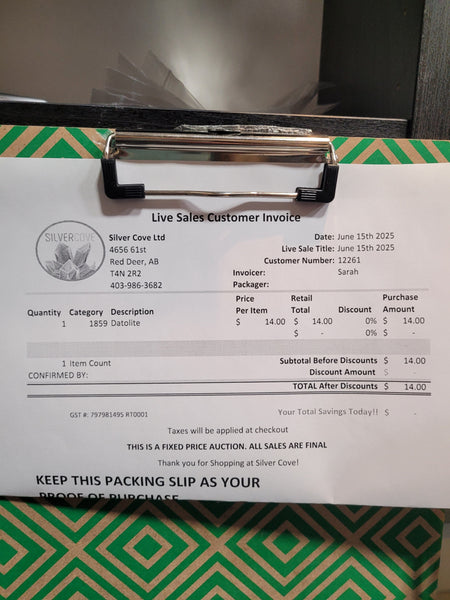 Live Sales Customer Invoice
SILVERCOVE
Silver Cove Ltd
4656 61st
Red Deer, AB
T4N 2R2
403-986-3682
Date: June 15th 2025
Live Sale Title: June 15th 2025
Customer Number: 12261
Invoicer: Sarah
Packager:
Quantity Category Description Price Per Item Retail Total Discount Purchase Amount
1 1859 Datolite $ 14.00 $ 14.00 0% $ 14.00
$ - 0% $ -
1 Item Count Subtotal Before Discounts $ 14.00
CONFIRMED BY: Discount Amount $ -
TOTAL After Discounts $ 14.00
GST #: 797981495 RT0001 Your Total Savings Today!! $ -
Taxes will be applied at checkout
THIS IS A FIXED PRICE AUCTION. ALL SALES ARE FINAL
Thank you for Shopping at Silver Cove!
KEEP THIS PACKING SLIP AS YOUR
PROOF OF PURCHASE